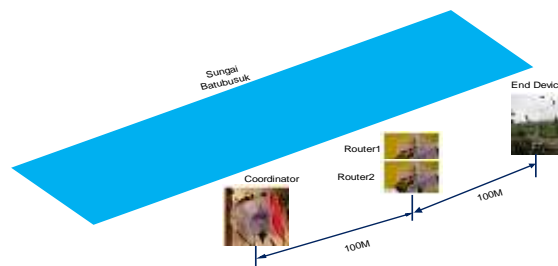 Sungai
Batubusuk
End Devic
Router1
Router2
Coordinator
100M
100M